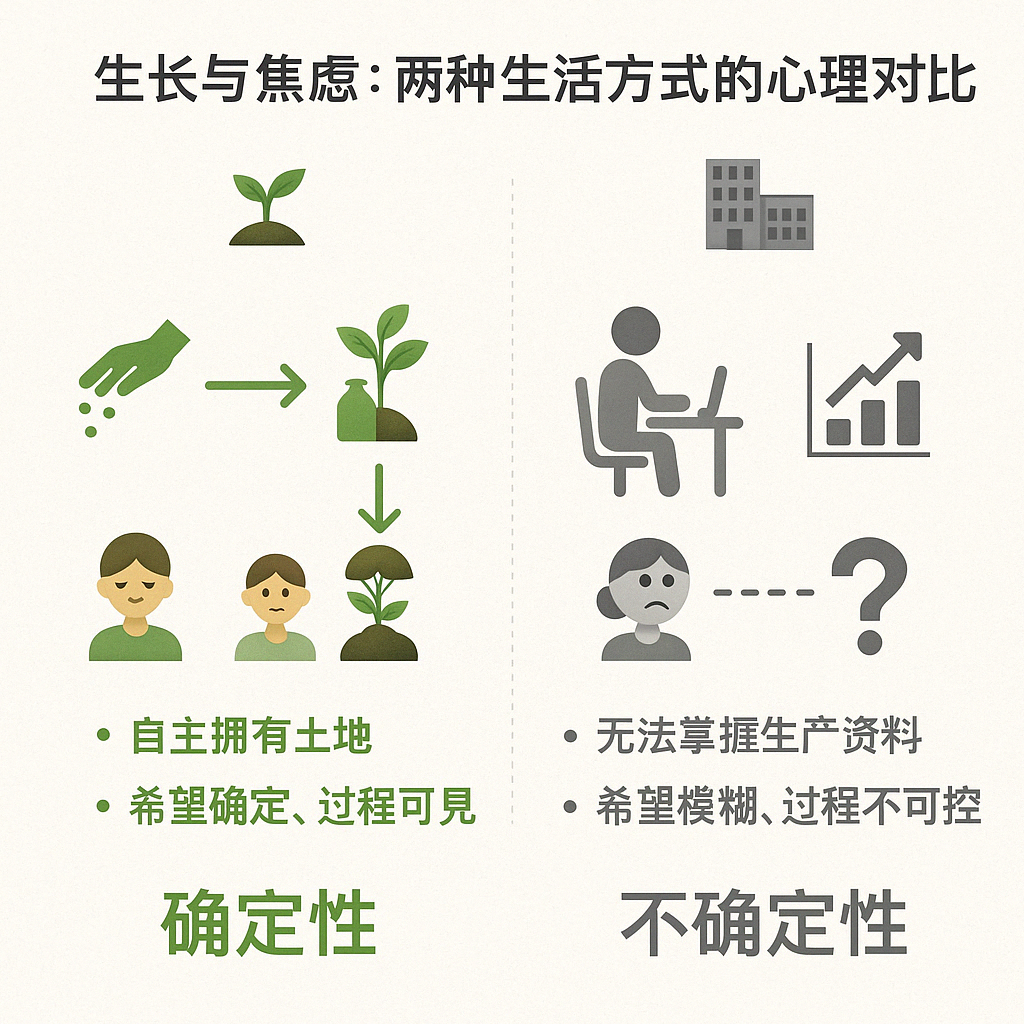 生长与焦虑：两种生活方式的心理对比
• 自主拥有土地
• 希望确定、过程可見
确定性
• 无法掌握生产资料
• 希望模糊、过程不可控
不确定性